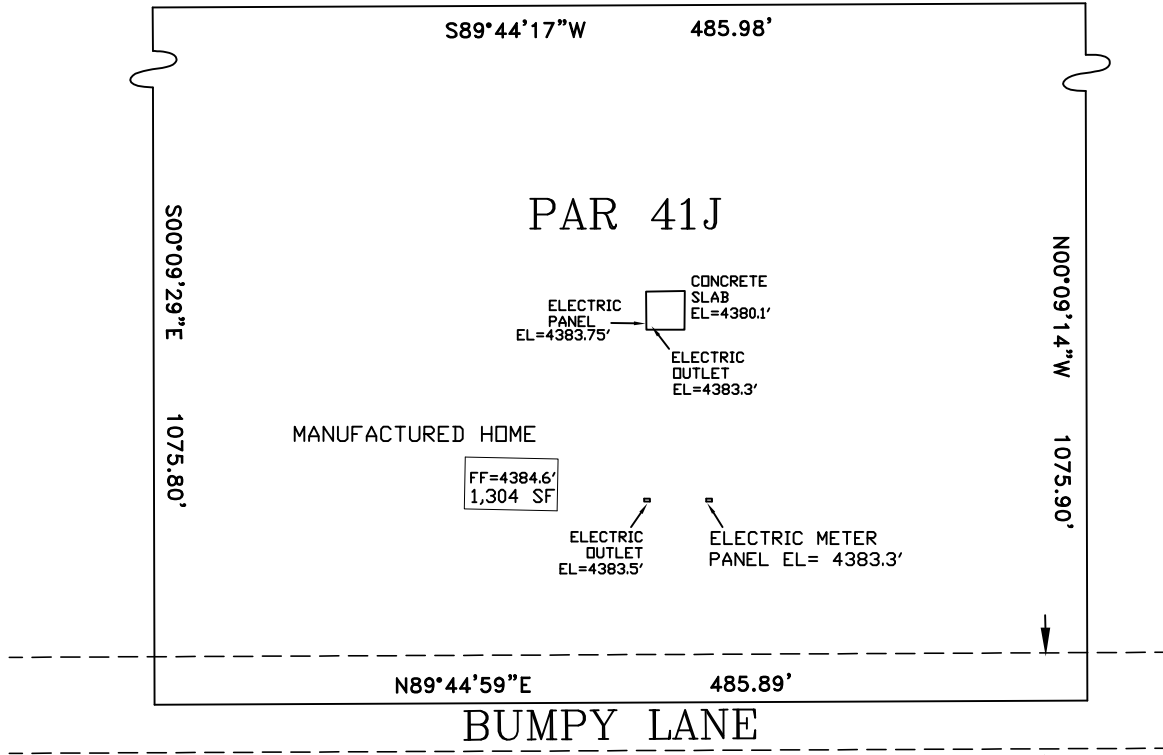 S89°44'17"W 485.98'
PAR 41J
S00°09'29"E 1075.80'
N00°09'14"W 1075.90'
CONCRETE
SLAB
EL=4380.1'
ELECTRIC
PANEL
EL=4383.75'
ELECTRIC
OUTLET
EL=4383.3'
MANUFACTURED HOME
FF=4384.6'
1,304 SF
ELECTRIC
OUTLET
EL=4383.5'
ELECTRIC METER
PANEL EL= 4383.3'
N89°44'59"E 485.89'
BUMPY LANE